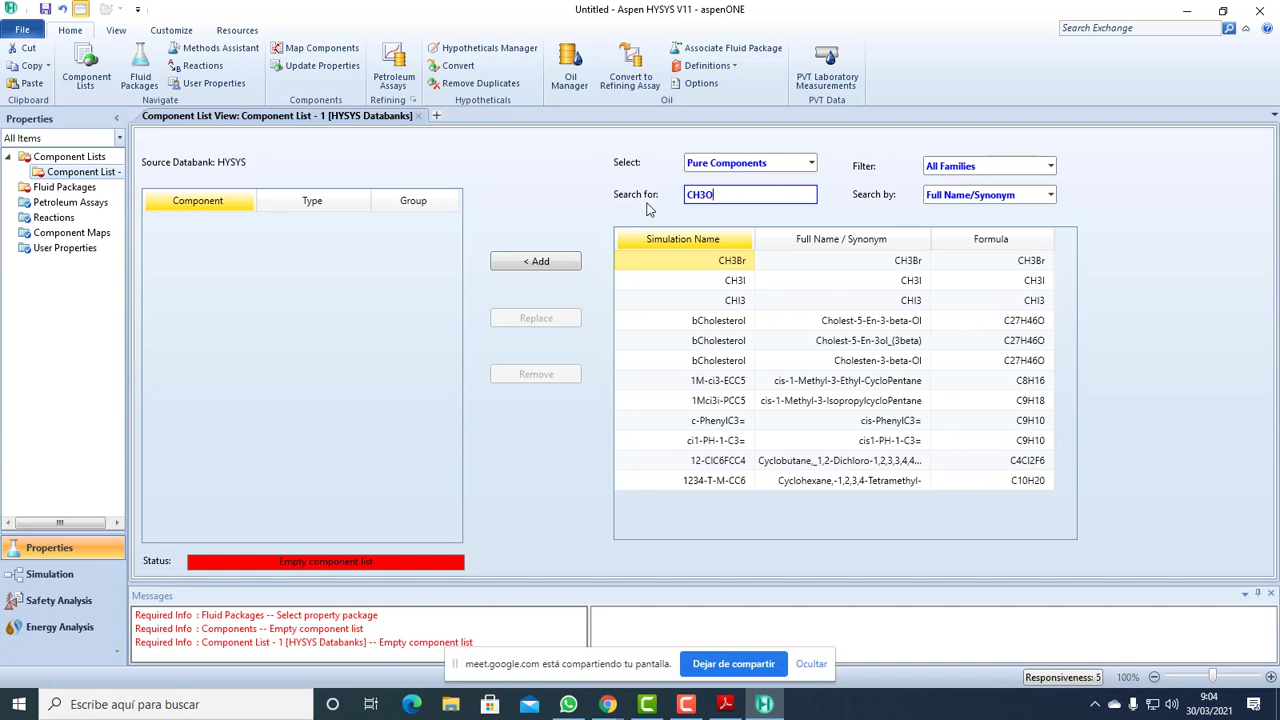 Untitled - Aspen HYSYS V11 - aspenONE
File Home View Customize Resources
Search Exchange
Cut
Copy
Paste
Clipboard
Component Lists
Fluid Packages
Methods Assistant
Reactions
User Properties
Navigate
Map Components
Update Properties
Components
Petroleum Assays
Refining
Hypotheticals Manager
Convert
Remove Duplicates
Hypotheticals
Oil Manager
Convert to Refining Assay
Associate Fluid Package
Definitions
Options
Oil
PVT Laboratory Measurements
PVT Data
Properties
All Items
Component Lists
Component List -
Fluid Packages
Petroleum Assays
Reactions
Component Maps
User Properties
Properties
Simulation
Safety Analysis
Energy Analysis
Component List View: Component List - 1 [HYSYS Databanks]
Source Databank: HYSYS
Component Type Group
< Add
Replace
Remove
Select: Pure Components Filter: All Families
Search for: CH3O Search by: Full Name/Synonym
Simulation Name Full Name / Synonym Formula
CH3Br CH3Br CH3Br
CH3I CH3I CH3I
CHI3 CHI3 CHI3
bCholesterol Cholest-5-En-3-beta-Ol C27H46O
bCholesterol Cholest-5-En-3ol_(3beta) C27H46O
bCholesterol Cholesten-3-beta-Ol C27H46O
1M-ci3-ECC5 cis-1-Methyl-3-Ethyl-CycloPentane C8H16
1Mci3i-PCC5 cis-1-Methyl-3-IsopropylcycloPentane C9H18
c-PhenylC3= cis-PhenylC3= C9H10
ci1-PH-1-C3= cis1-PH-1-C3= C9H10
12-ClC6FCC4 Cyclobutane,_1,2-Dichloro-1,2,3,3,4,4... C4Cl2F6
1234-T-M-CC6 Cyclohexane,-1,2,3,4-Tetramethyl- C10H20
Status: Empty component list
Messages
Required Info : Fluid Packages -- Select property package
Required Info : Components -- Empty component list
Required Info : Component List - 1 [HYSYS Databanks] -- Empty component list
meet.google.com está compartiendo tu pantalla. Dejar de compartir Ocultar
Responsiveness: 5 100%
Escribe aquí para buscar
9:04
30/03/2021